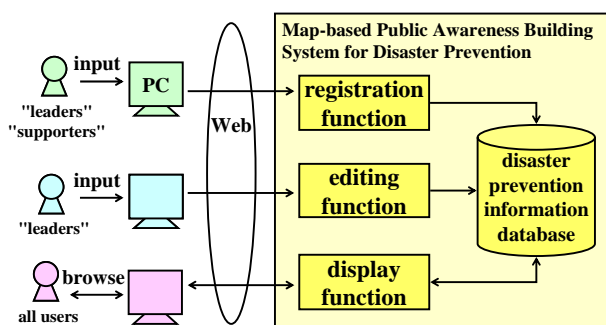 Map-based Public Awareness Building
System for Disaster Prevention
input
PC
"leaders"
"supporters"
Web
registration
function
input
"leaders"
editing
function
disaster
prevention
information
database
browse
all users
display
function